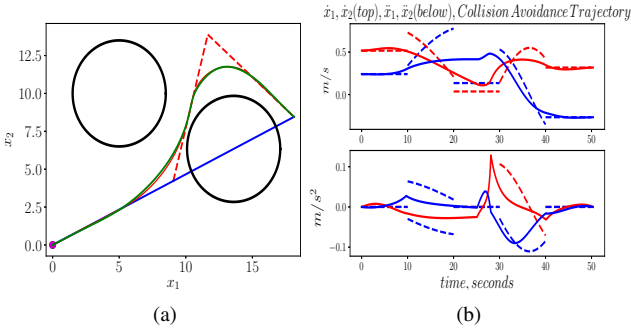 ẋ₁, ẋ₂(top), ẍ₁, ẍ₂(below), Collision Avoidance Trajectory
x₂
12.5
10.0
7.5
5.0
2.5
0.0
0 5 10 15
x₁
(a)
m/s
0.5
0.0
0 10 20 30 40 50
m/s²
0.1
0.0
−0.1
0 10 20 30 40 50
time, seconds
(b)